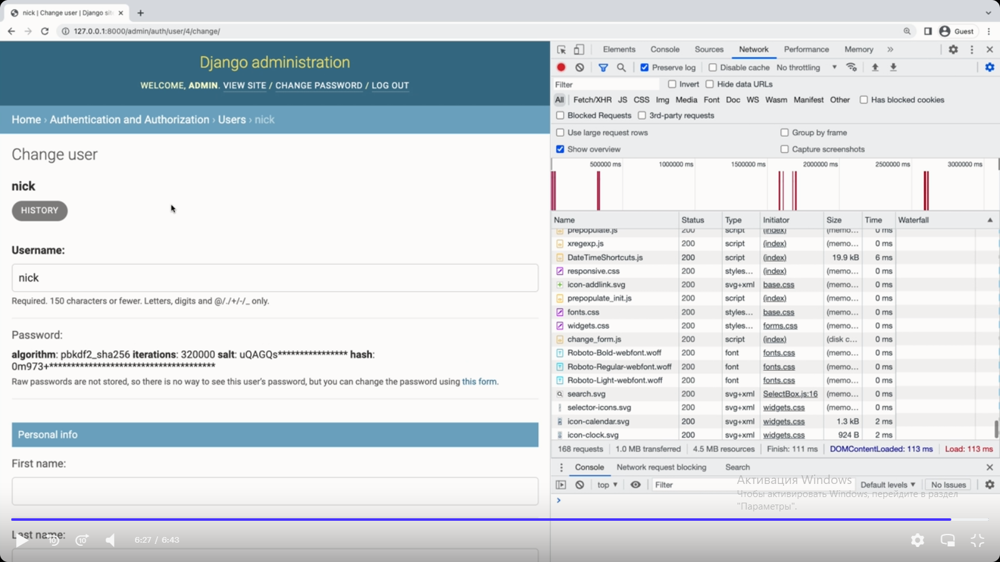 nick | Change user | Django sit
127.0.0.1:8000/admin/auth/user/4/change/
Guest
Django administration
WELCOME, ADMIN. VIEW SITE / CHANGE PASSWORD / LOG OUT
Home › Authentication and Authorization › Users › nick
Change user
nick
HISTORY
Username:
nick
Required. 150 characters or fewer. Letters, digits and @/./+/-/_ only.
Password:
algorithm: pbkdf2_sha256 iterations: 320000 salt: uQAGQs**************** hash:
0m973+**************************************
Raw passwords are not stored, so there is no way to see this user's password, but you can change the password using this form.
Personal info
First name:
Last name:
6:27 / 6:43
Elements Console Sources Network Performance Memory »
Preserve log Disable cache No throttling
Filter Invert Hide data URLs
All Fetch/XHR JS CSS Img Media Font Doc WS Wasm Manifest Other Has blocked cookies
Blocked Requests 3rd-party requests
Use large request rows Group by frame
Show overview Capture screenshots
500000 ms 1000000 ms 1500000 ms 2000000 ms 2500000 ms 3000000 ms
Name Status Type Initiator Size Time Waterfall
prepopulate.js 200 script (index) (memo... 0 ms
xregexp.js 200 script (index) (memo... 0 ms
DateTimeShortcuts.js 200 script (index) 19.9 kB 6 ms
responsive.css 200 styles... (index) (memo... 0 ms
icon-addlink.svg 200 svg+xml base.css (memo... 0 ms
prepopulate_init.js 200 script (index) (memo... 0 ms
fonts.css 200 styles... base.css (memo... 0 ms
widgets.css 200 styles... forms.css (memo... 0 ms
change_form.js 200 script (index) (disk c... 0 ms
Roboto-Bold-webfont.woff 200 font fonts.css (memo... 0 ms
Roboto-Regular-webfont.woff 200 font fonts.css (memo... 0 ms
Roboto-Light-webfont.woff 200 font fonts.css (memo... 0 ms
search.svg 200 svg+xml SelectBox.js:16 (memo... 0 ms
selector-icons.svg 200 svg+xml widgets.css (memo... 0 ms
icon-calendar.svg 200 svg+xml widgets.css 1.3 kB 2 ms
icon-clock.svg 200 svg+xml widgets.css 924 B 2 ms
168 requests 1.0 MB transferred 4.5 MB resources Finish: 111 ms DOMContentLoaded: 113 ms Load: 113 ms
Console Network request blocking Search
top Filter Default levels No Issues
Активация Windows
Чтобы активировать Windows, перейдите в раздел
"Параметры".